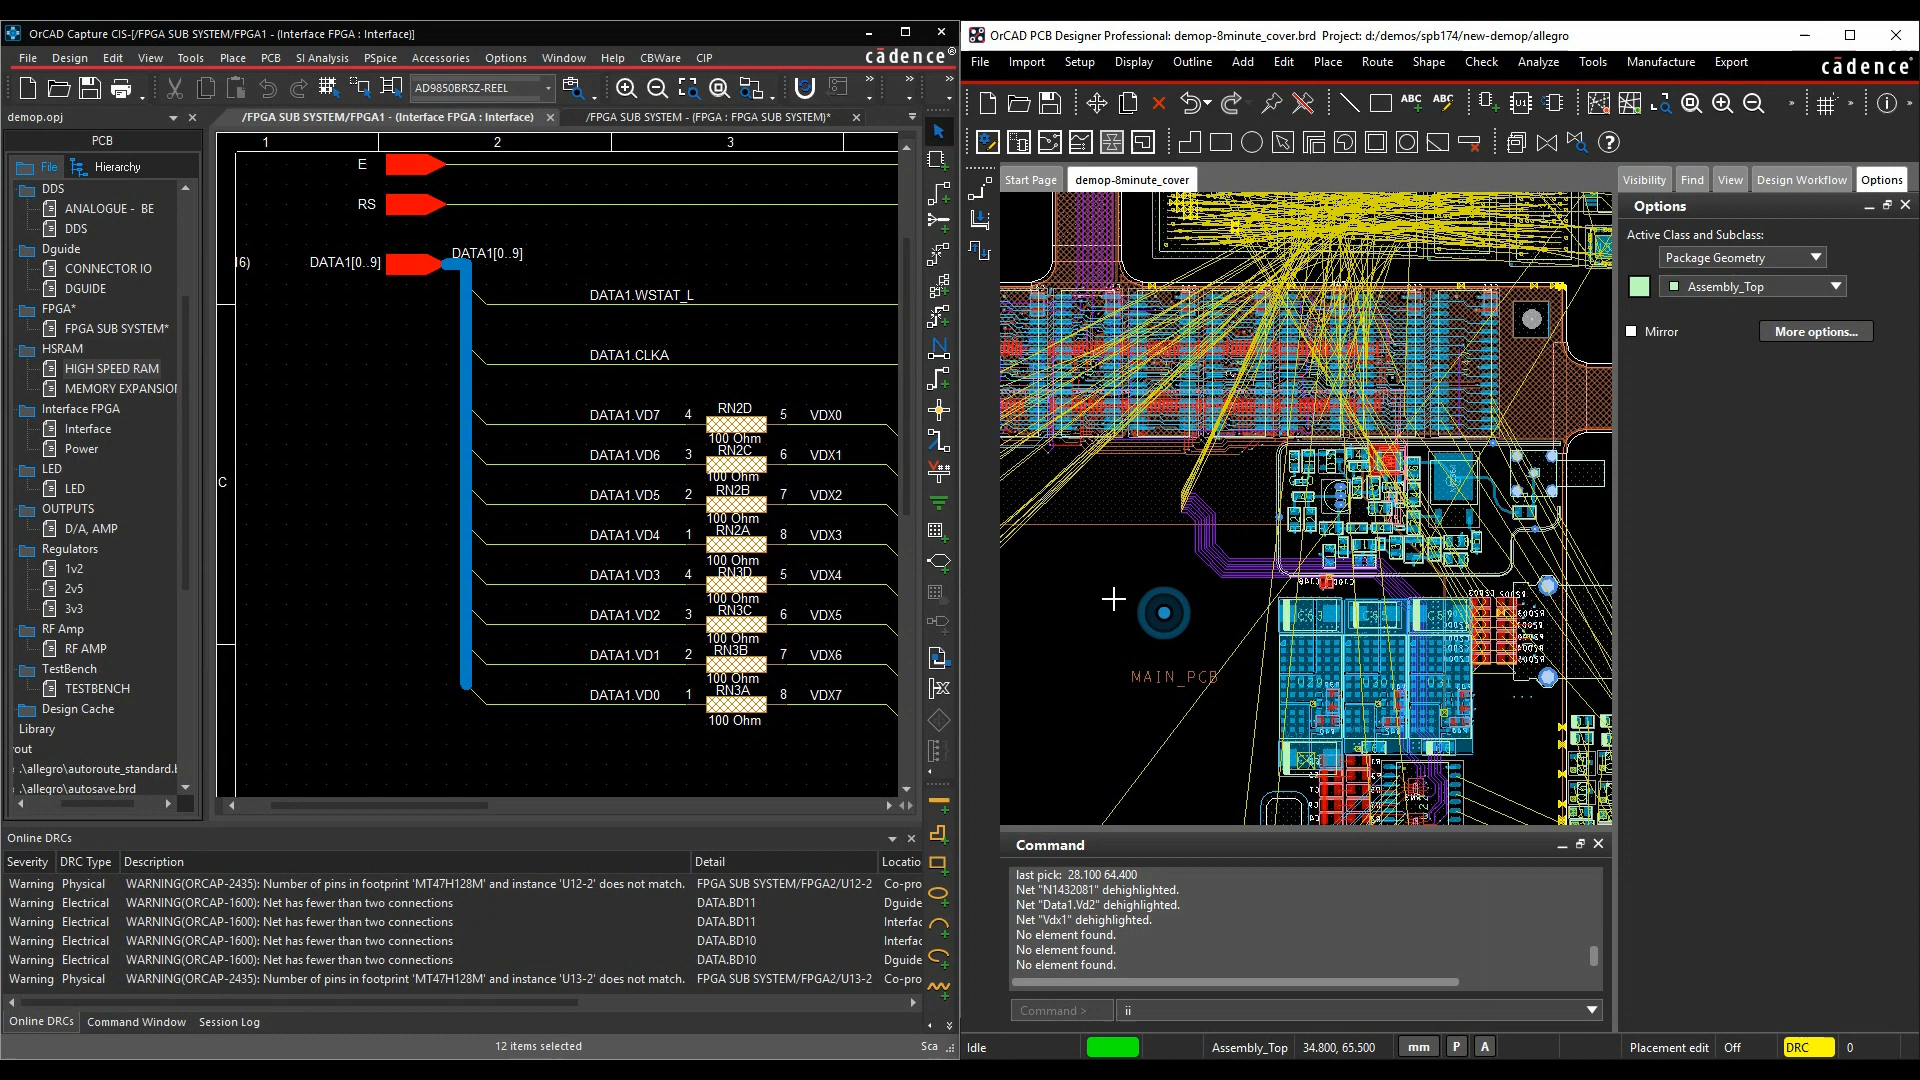 OrCAD Capture CIS-[/FPGA SUB SYSTEM/FPGA1 - (Interface FPGA : Interface)]
File Design Edit View Tools Place PCB SI Analysis PSpice Accessories Options Window Help CBWare CIP
cādence®
AD9850BRSZ-REEL
demo.opj
/FPGA SUB SYSTEM/FPGA1 - (Interface FPGA : Interface)
/FPGA SUB SYSTEM - (FPGA : FPGA SUB SYSTEM)*
PCB
File Hierarchy
DDS
ANALOGUE - BE
DDS
Dguide
CONNECTOR IO
DGUIDE
FPGA*
FPGA SUB SYSTEM*
HSRAM
HIGH SPEED RAM
MEMORY EXPANSION
Interface FPGA
Interface
Power
LED
LED
OUTPUTS
D/A, AMP
Regulators
1v2
2v5
3v3
RF Amp
RF AMP
TestBench
TESTBENCH
Design Cache
Library
out
.\allegro\autoroute_standard.b
.\allegro\autosave.brd
1 2 3
C
E
RS
16) DATA1[0..9] DATA1[0..9]
DATA1.WSTAT_L
DATA1.CLKA
RN2D
DATA1.VD7 4 5 VDX0
100 Ohm
RN2C
DATA1.VD6 3 6 VDX1
100 Ohm
RN2B
DATA1.VD5 2 7 VDX2
100 Ohm
RN2A
DATA1.VD4 1 8 VDX3
100 Ohm
RN3D
DATA1.VD3 4 5 VDX4
100 Ohm
RN3C
DATA1.VD2 3 6 VDX5
100 Ohm
RN3B
DATA1.VD1 2 7 VDX6
100 Ohm
RN3A
DATA1.VD0 1 8 VDX7
100 Ohm
Online DRCs
Severity DRC Type Description Detail Locatio
Warning Physical WARNING(ORCAP-2435): Number of pins in footprint 'MT47H128M' and instance 'U12-2' does not match. FPGA SUB SYSTEM/FPGA2/U12-2 Co-pro
Warning Electrical WARNING(ORCAP-1600): Net has fewer than two connections DATA.BD11 Dguide
Warning Electrical WARNING(ORCAP-1600): Net has fewer than two connections DATA.BD11 Interfac
Warning Electrical WARNING(ORCAP-1600): Net has fewer than two connections DATA.BD10 Interfac
Warning Electrical WARNING(ORCAP-1600): Net has fewer than two connections DATA.BD10 Dguide
Warning Physical WARNING(ORCAP-2435): Number of pins in footprint 'MT47H128M' and instance 'U13-2' does not match. FPGA SUB SYSTEM/FPGA2/U13-2 Co-pro
Online DRCs Command Window Session Log
12 items selected Sca
OrCAD PCB Designer Professional: demop-8minute_cover.brd Project: d:/demos/spb174/new-demop/allegro
File Import Setup Display Outline Add Edit Place Route Shape Check Analyze Tools Manufacture Export
cādence®
ABC ABC
Start Page demop-8minute_cover
Visibility Find View Design Workflow Options
Options
Active Class and Subclass:
Package Geometry
Assembly_Top
Mirror More options...
MAIN_PCB
Command
last pick: 28.100 64.400
Net "N1432081" dehighlighted.
Net "Data1.Vd2" dehighlighted.
Net "Vdx1" dehighlighted.
No element found.
No element found.
No element found.
Command > ii
Idle Assembly_Top 34.800, 65.500 mm P A Placement edit Off DRC 0